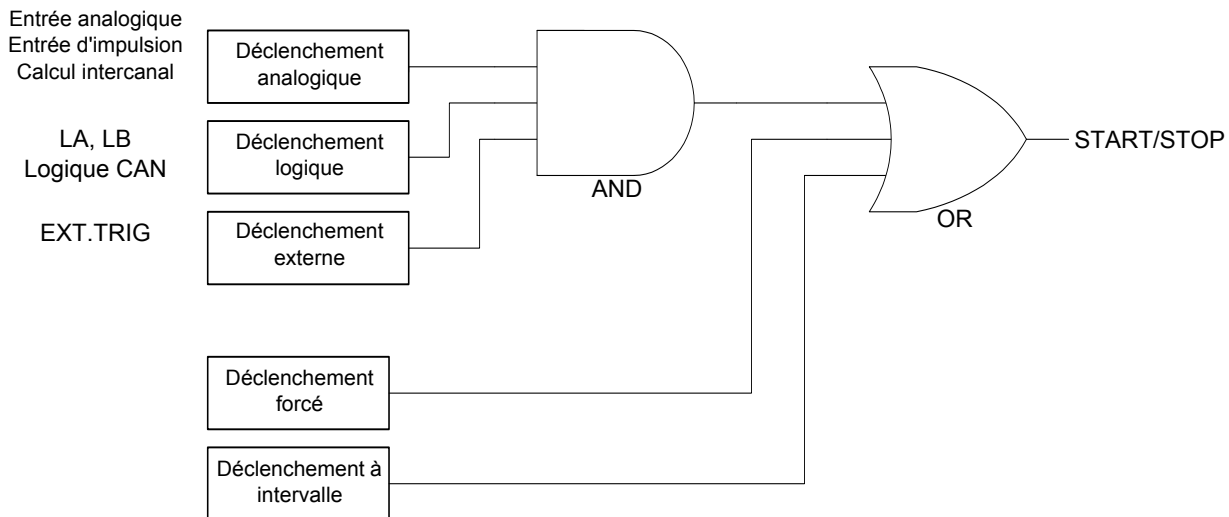 Entrée analogique
Entrée d'impulsion
Calcul intercanal
Déclenchement
analogique
LA, LB
Logique CAN
Déclenchement
logique
EXT.TRIG
Déclenchement
externe
AND
START/STOP
OR
Déclenchement
forcé
Déclenchement à
intervalle